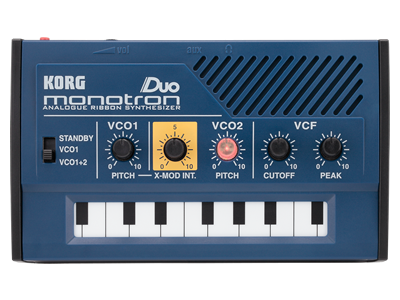 vol aux
KORG Duo
monotron
ANALOGUE RIBBON SYNTHESIZER
VCO1 5 VCO2 VCF
STANDBY
VCO1
VCO1+2
0 10 0 10 0 10 0 10 0 10
PITCH X-MOD INT. PITCH CUTOFF PEAK